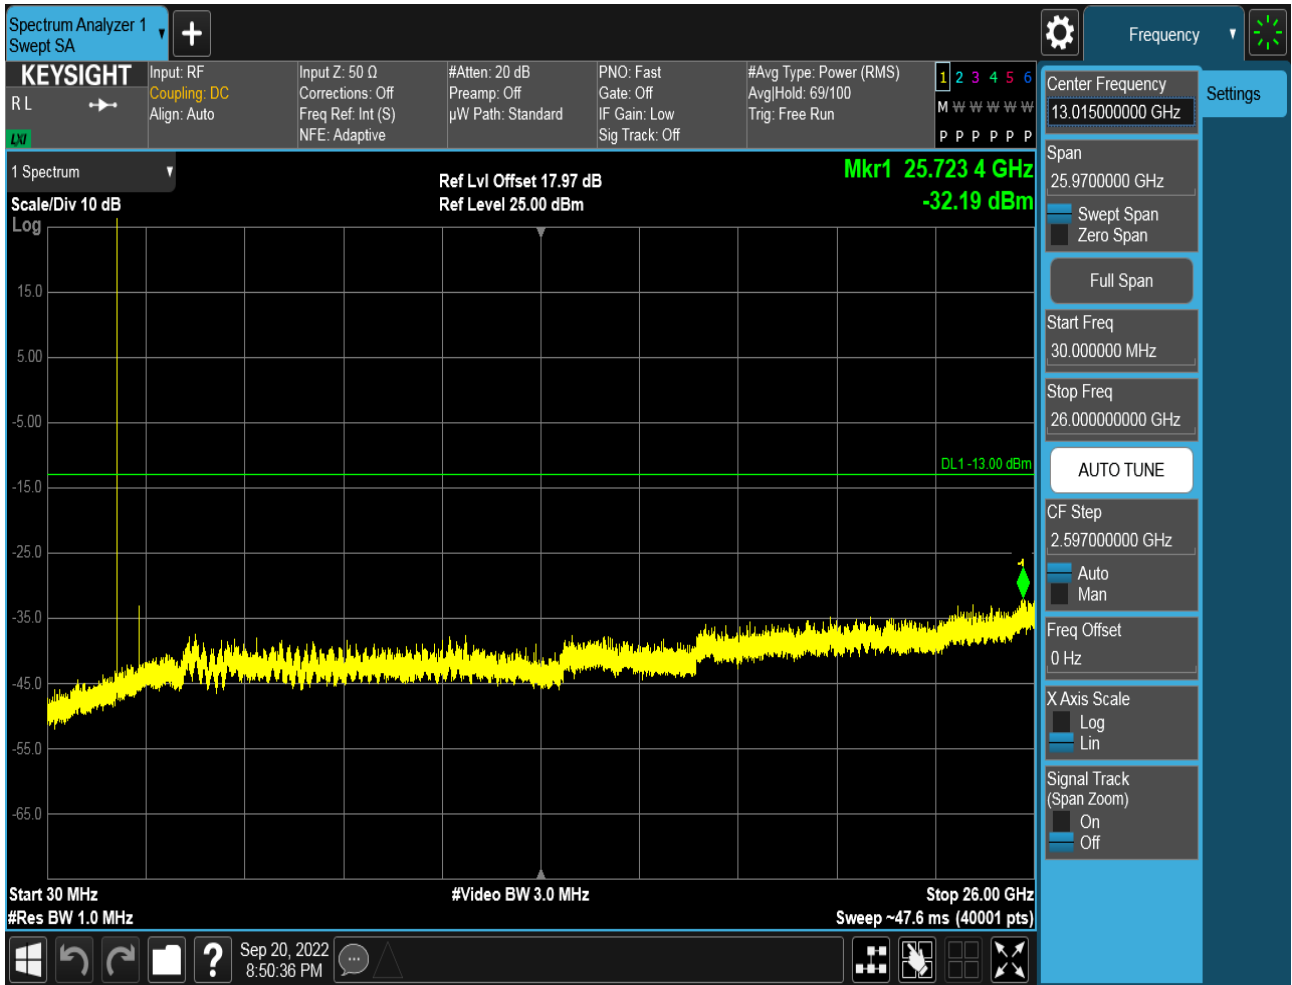 Spectrum Analyzer 1
Swept SA
Frequency
KEYSIGHT
R L
LXI
Input: RF
Coupling: DC
Align: Auto
Input Z: 50 Ω
Corrections: Off
Freq Ref: Int (S)
NFE: Adaptive
#Atten: 20 dB
Preamp: Off
µW Path: Standard
PNO: Fast
Gate: Off
IF Gain: Low
Sig Track: Off
#Avg Type: Power (RMS)
Avg|Hold: 69/100
Trig: Free Run
1 2 3 4 5 6
M W W W W W
P P P P P P
1 Spectrum
Scale/Div 10 dB
Log
Ref Lvl Offset 17.97 dB
Ref Level 25.00 dBm
Mkr1 25.723 4 GHz
-32.19 dBm
15.0
5.00
-5.00
-15.0
-25.0
-35.0
-45.0
-55.0
-65.0
DL1 -13.00 dBm
1
Start 30 MHz
#Res BW 1.0 MHz
#Video BW 3.0 MHz
Stop 26.00 GHz
Sweep ~47.6 ms (40001 pts)
Center Frequency
13.015000000 GHz
Settings
Span
25.9700000 GHz
Swept Span
Zero Span
Full Span
Start Freq
30.000000 MHz
Stop Freq
26.000000000 GHz
AUTO TUNE
CF Step
2.597000000 GHz
Auto
Man
Freq Offset
0 Hz
X Axis Scale
Log
Lin
Signal Track
(Span Zoom)
On
Off
?
Sep 20, 2022
8:50:36 PM